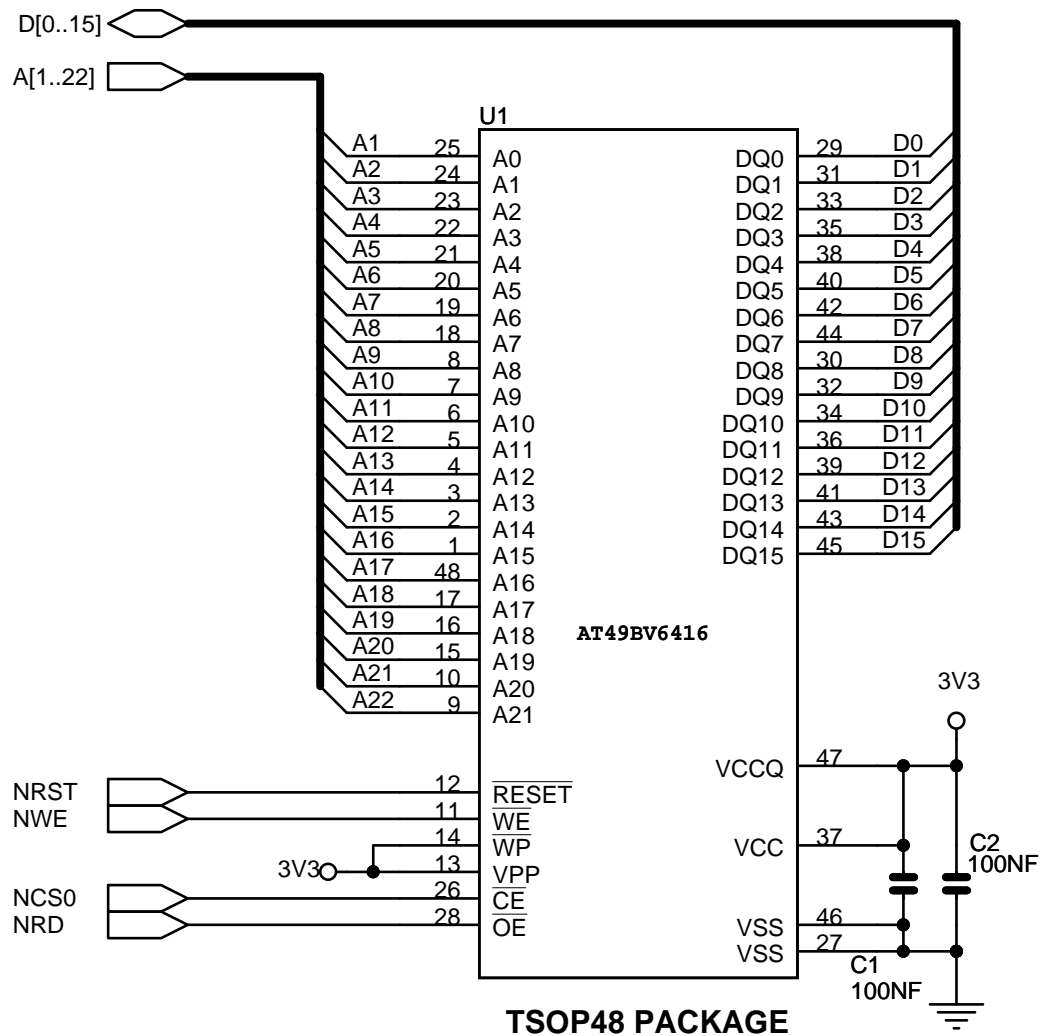 D[0..15]
A[1..22]
U1
A1 25 A0 DQ0 29 D0
A2 24 A1 DQ1 31 D1
A3 23 A2 DQ2 33 D2
A4 22 A3 DQ3 35 D3
A5 21 A4 DQ4 38 D4
A6 20 A5 DQ5 40 D5
A7 19 A6 DQ6 42 D6
A8 18 A7 DQ7 44 D7
A9 8 A8 DQ8 30 D8
A10 7 A9 DQ9 32 D9
A11 6 A10 DQ10 34 D10
A12 5 A11 DQ11 36 D11
A13 4 A12 DQ12 39 D12
A14 3 A13 DQ13 41 D13
A15 2 A14 DQ14 43 D14
A16 1 A15 DQ15 45 D15
A17 48 A16
A18 17 A17
A19 16 A18 AT49BV6416
A20 15 A19
A21 10 A20
A22 9 A21
3V3
VCCQ 47
NRST 12 RESET
NWE 11 WE
14 WP VCC 37 C2
3V3 13 VPP 100NF
NCS0 26 CE
NRD 28 OE VSS 46
VSS 27
C1
100NF
TSOP48 PACKAGE